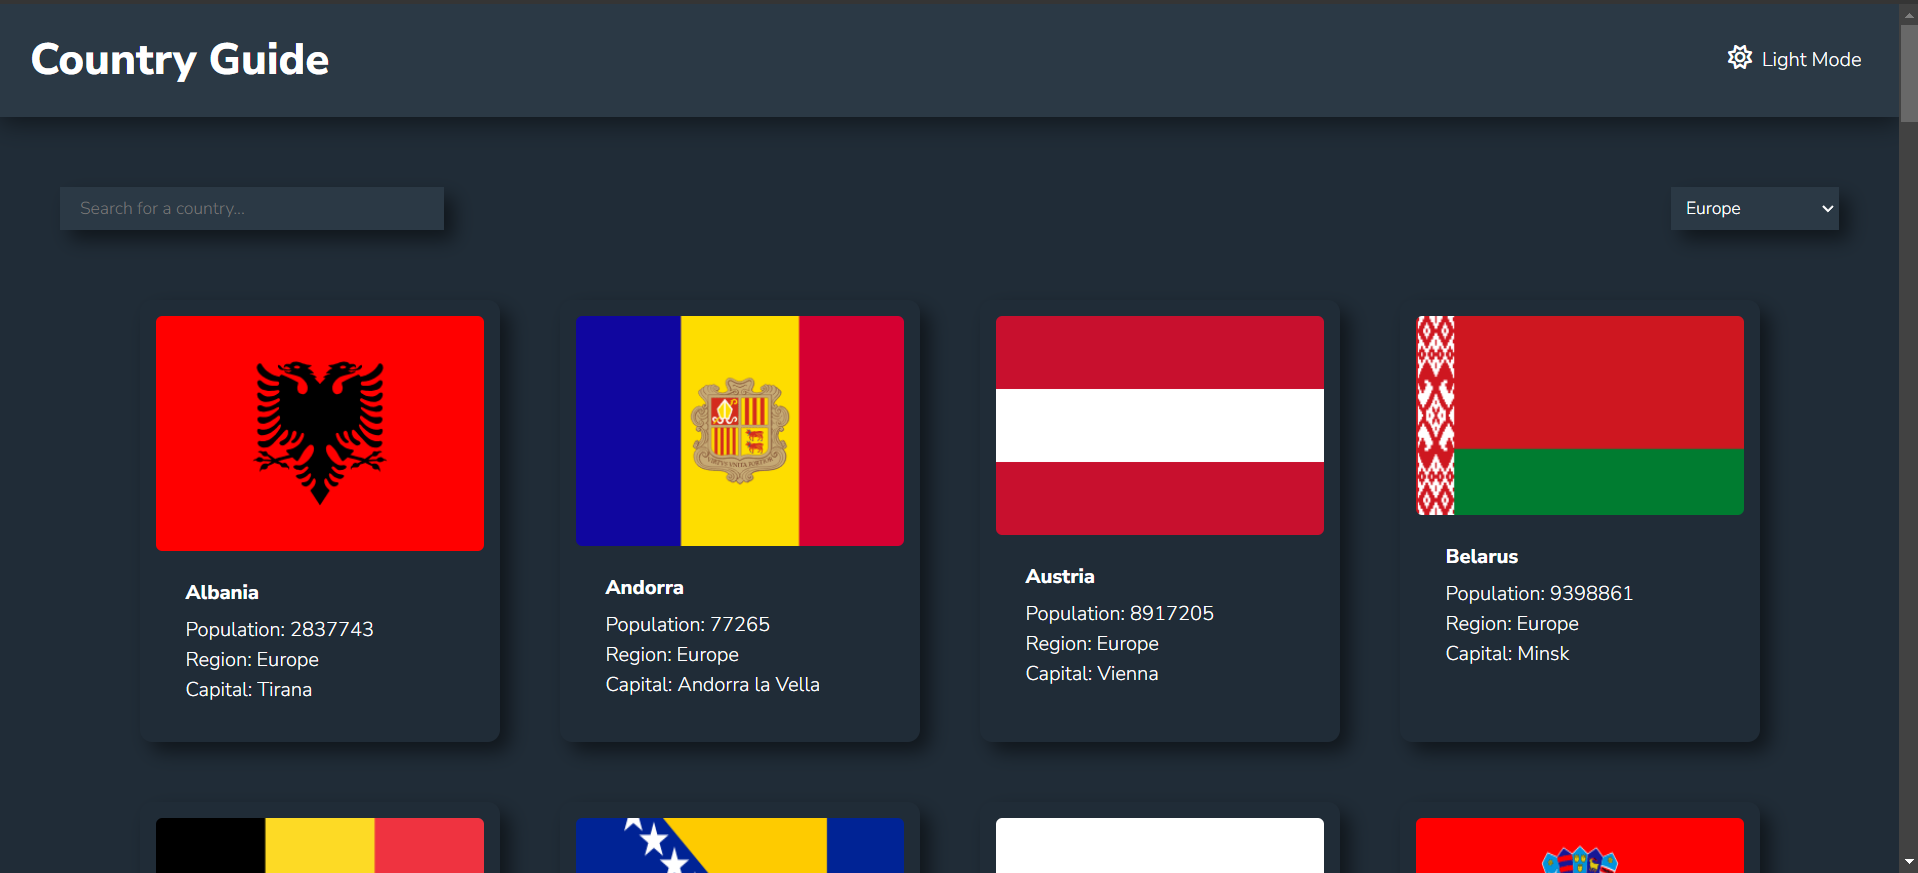 Country Guide
Light Mode
Search for a country...
Europe
Albania
Population: 2837743
Region: Europe
Capital: Tirana
Andorra
Population: 77265
Region: Europe
Capital: Andorra la Vella
Austria
Population: 8917205
Region: Europe
Capital: Vienna
Belarus
Population: 9398861
Region: Europe
Capital: Minsk